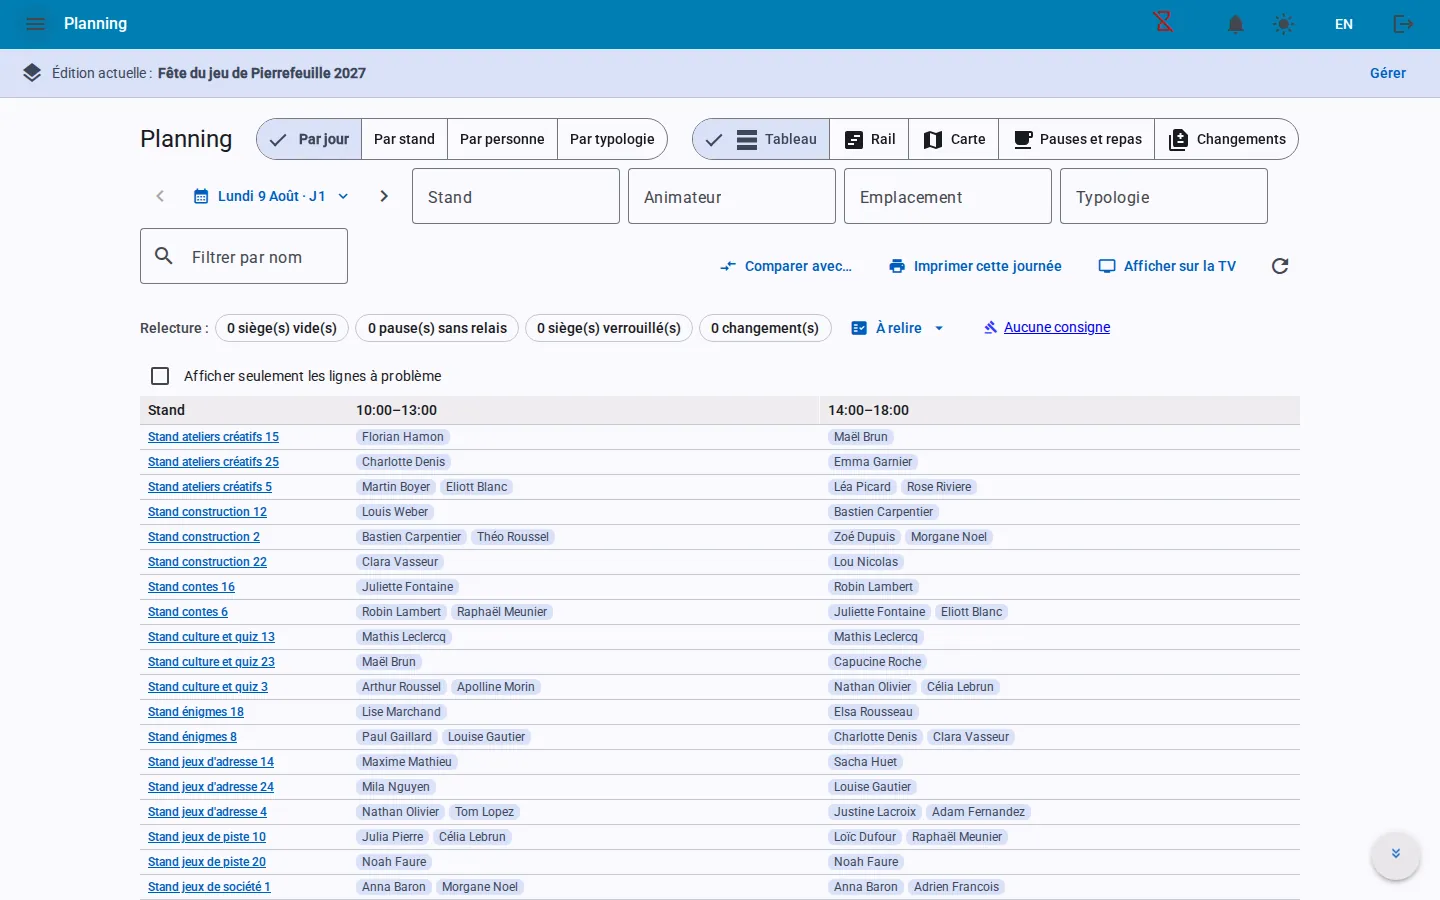 Planning
EN
Édition actuelle : Fête du jeu de Pierrefeuille 2027
Gérer
Planning
Par jour
Par stand
Par personne
Par typologie
Tableau
Rail
Carte
Pauses et repas
Changements
Lundi 9 Août · J1
Stand
Animateur
Emplacement
Typologie
Filtrer par nom
Comparer avec…
Imprimer cette journée
Afficher sur la TV
Relecture :
0 siège(s) vide(s)
0 pause(s) sans relais
0 siège(s) verrouillé(s)
0 changement(s)
À relire
Aucune consigne
Afficher seulement les lignes à problème
Stand 10:00–13:00 14:00–18:00
Stand ateliers créatifs 15 Florian Hamon Maël Brun
Stand ateliers créatifs 25 Charlotte Denis Emma Garnier
Stand ateliers créatifs 5 Martin Boyer Eliott Blanc Léa Picard Rose Riviere
Stand construction 12 Louis Weber Bastien Carpentier
Stand construction 2 Bastien Carpentier Théo Roussel Zoé Dupuis Morgane Noel
Stand construction 22 Clara Vasseur Lou Nicolas
Stand contes 16 Juliette Fontaine Robin Lambert
Stand contes 6 Robin Lambert Raphaël Meunier Juliette Fontaine Eliott Blanc
Stand culture et quiz 13 Mathis Leclercq Mathis Leclercq
Stand culture et quiz 23 Maël Brun Capucine Roche
Stand culture et quiz 3 Arthur Roussel Apolline Morin Nathan Olivier Célia Lebrun
Stand énigmes 18 Lise Marchand Elsa Rousseau
Stand énigmes 8 Paul Gaillard Louise Gautier Charlotte Denis Clara Vasseur
Stand jeux d'adresse 14 Maxime Mathieu Sacha Huet
Stand jeux d'adresse 24 Mila Nguyen Louise Gautier
Stand jeux d'adresse 4 Nathan Olivier Tom Lopez Justine Lacroix Adam Fernandez
Stand jeux de piste 10 Julia Pierre Célia Lebrun Loïc Dufour Raphaël Meunier
Stand jeux de piste 20 Noah Faure Noah Faure
Stand jeux de société 1 Anna Baron Morgane Noel Anna Baron Adrien Francois